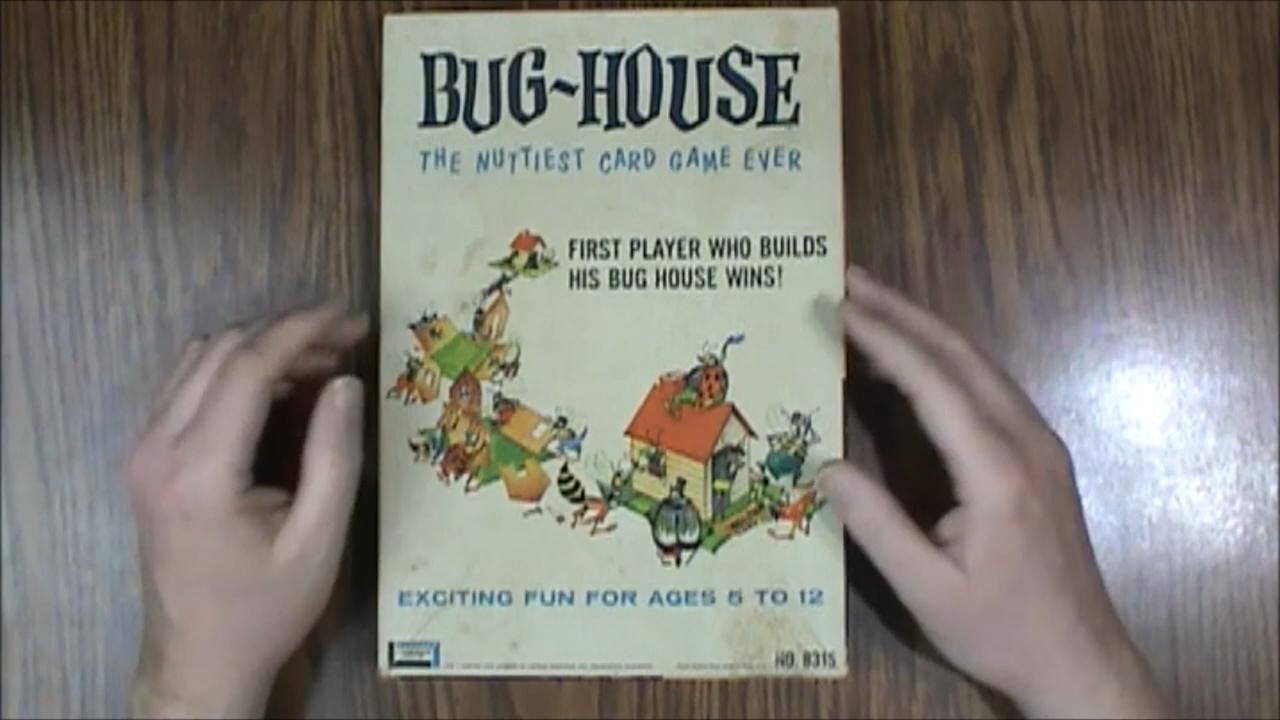 BUG-HOUSE
THE NUTTIEST CARD GAME EVER
FIRST PLAYER WHO BUILDS
HIS BUG HOUSE WINS!
EXCITING FUN FOR AGES 5 TO 12
NO. 8315